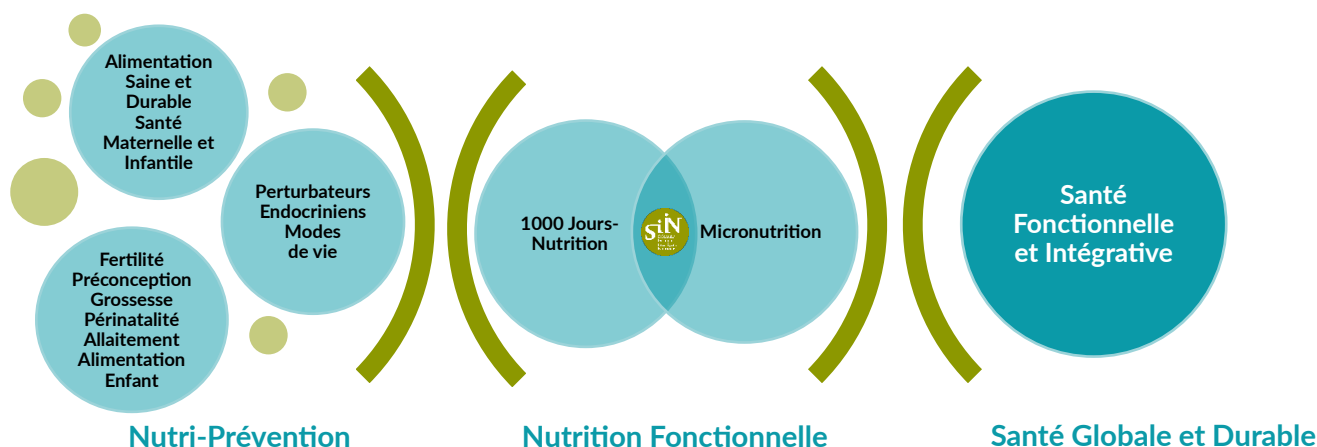 Alimentation
Saine et
Durable
Santé
Maternelle et
Infantile
Perturbateurs
Endocriniens
Modes
de vie
Fertilité
Préconception
Grossesse
Périnatalité
Allaitement
Alimentation
Enfant
Nutri-Prévention
1000 Jours-
Nutrition
SiiN
Micronutrition
Nutrition Fonctionnelle
Santé
Fonctionnelle
et Intégrative
Santé Globale et Durable